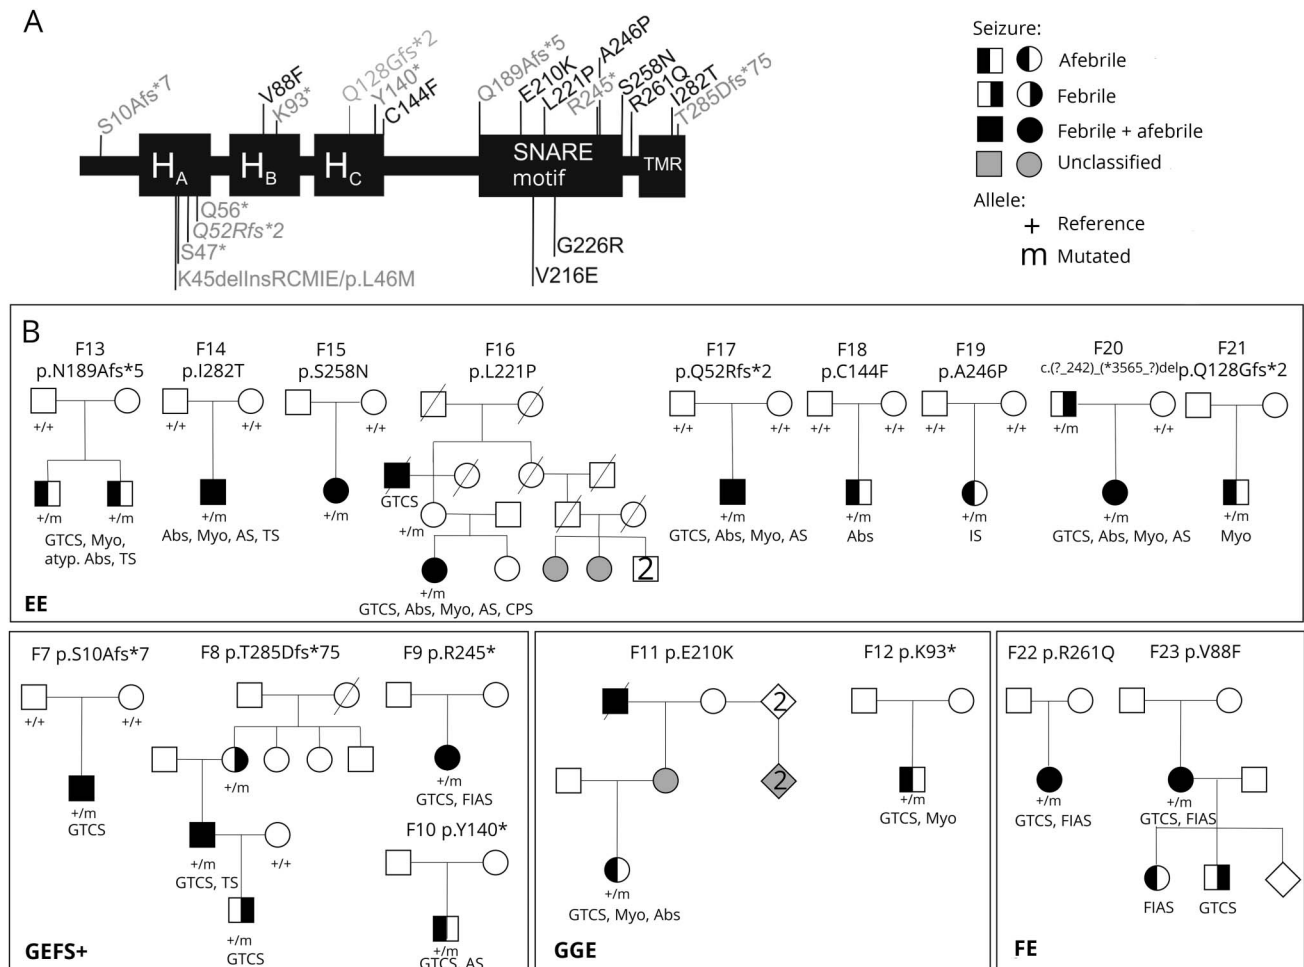 A
S10Afs*7
V88F
K93*
Q128Gfs*2
Y140*
C144F
Q189Afs*5
E210K
L221P
R245*
A246P
S258N
R261Q
I282T
T285Dfs*75
HA
HB
HC
SNARE
motif
TMR
Q56*
Q52Rfs*2
S47*
K45delInsRCMIE/p.L46M
G226R
V216E
Seizure:
Afebrile
Febrile
Febrile + afebrile
Unclassified
Allele:
+ Reference
m Mutated
B
F13
p.N189Afs*5
+/+
+/m +/m
GTCS, Myo,
atyp. Abs, TS
F14
p.I282T
+/+ +/+
+/m
Abs, Myo, AS, TS
F15
p.S258N
+/+
+/m
F16
p.L221P
GTCS
+/m
2
+/m
GTCS, Abs, Myo, AS, CPS
F17
p.Q52Rfs*2
+/+ +/+
+/m
GTCS, Abs, Myo, AS
F18
p.C144F
+/+ +/+
+/m
Abs
F19
p.A246P
+/+ +/+
+/m
IS
F20
c.(?_242)_(*3565_?)del
+/m +/+
+/m
GTCS, Abs, Myo, AS
F21
p.Q128Gfs*2
+/m
Myo
EE
F7 p.S10Afs*7
+/+ +/+
+/m
GTCS
F8 p.T285Dfs*75
+/m
+/m +/+
GTCS, TS
+/m
GTCS
F9 p.R245*
+/m
GTCS, FIAS
F10 p.Y140*
+/m
GTCS, AS
GEFS+
F11 p.E210K
2
2
+/m
GTCS, Myo, Abs
F12 p.K93*
+/m
GTCS, Myo
GGE
F22 p.R261Q
+/m
GTCS, FIAS
F23 p.V88F
+/m
GTCS, FIAS
FIAS GTCS
FE